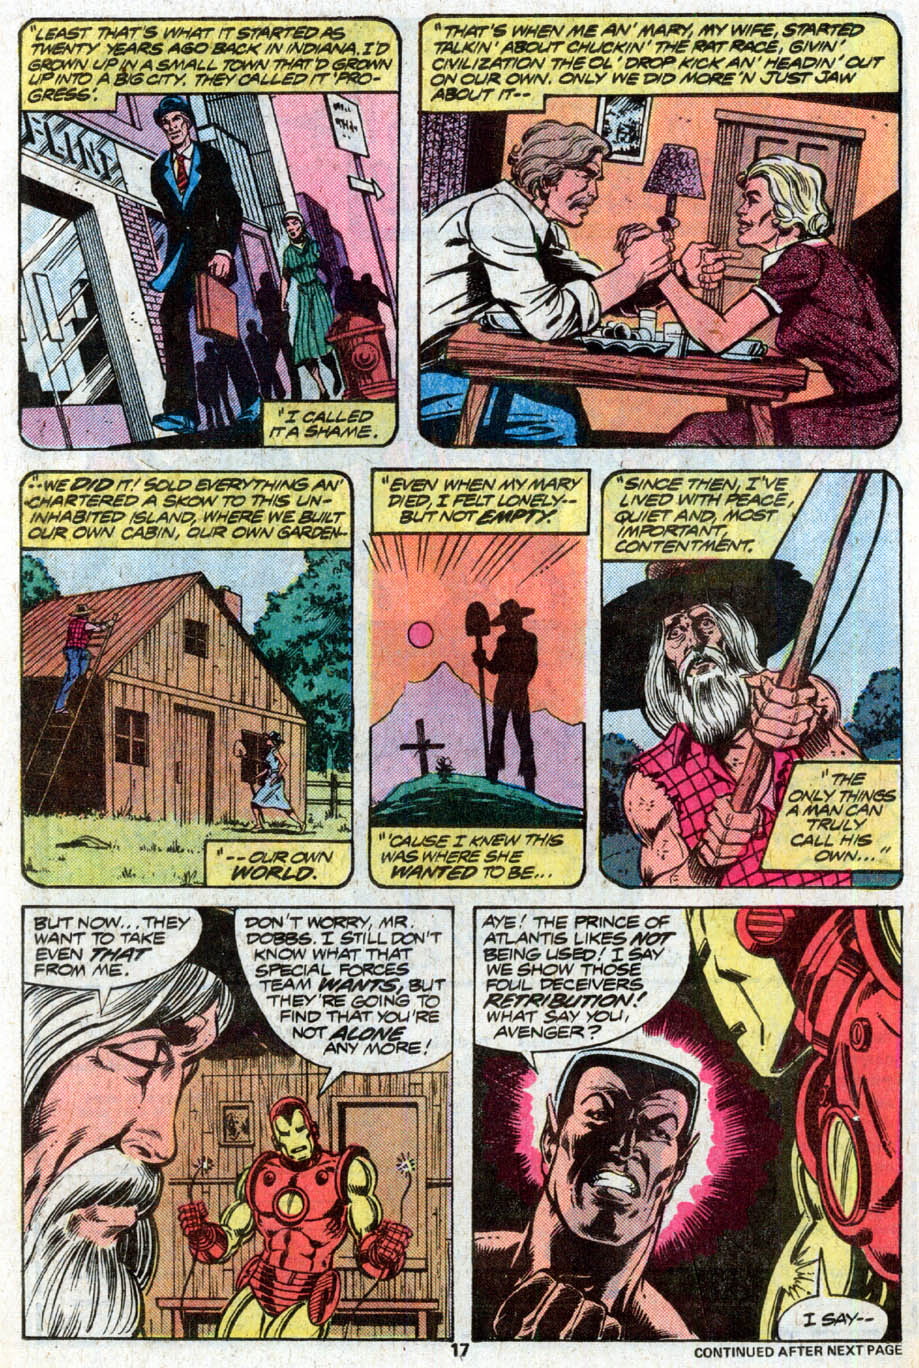 "LEAST THAT'S WHAT IT STARTED AS
TWENTY YEARS AGO BACK IN INDIANA. I'D
GROWN UP IN A SMALL TOWN THAT'D GROWN
UP INTO A BIG CITY. THEY CALLED IT 'PRO-
GRESS.'
FLINT
"I CALLED
IT A SHAME.
"THAT'S WHEN ME AN' MARY, MY WIFE, STARTED
TALKIN' ABOUT CHUCKIN' THE RAT RACE, GIVIN'
CIVILIZATION THE OL' DROP KICK AN' HEADIN' OUT
ON OUR OWN. ONLY WE DID MORE'N JUST JAW
ABOUT IT--
"--WE DID IT! SOLD EVERYTHING AN'
CHARTERED A SKOW TO THIS UN-
INHABITED ISLAND, WHERE WE BUILT
OUR OWN CABIN, OUR OWN GARDEN--
"-- OUR OWN
WORLD.
"EVEN WHEN MY MARY
DIED, I FELT LONELY--
BUT NOT EMPTY.
"'CAUSE I KNEW THIS
WAS WHERE SHE
WANTED TO BE...
"SINCE THEN, I'VE
LIVED WITH PEACE,
QUIET AND, MOST
IMPORTANT,
CONTENTMENT.
"THE
ONLY THINGS
A MAN CAN
TRULY
CALL HIS
OWN..."
BUT NOW... THEY
WANT TO TAKE
EVEN THAT
FROM ME.
DON'T WORRY, MR.
DOBBS. I STILL DON'T
KNOW WHAT THAT
SPECIAL FORCES
TEAM WANTS, BUT
THEY'RE GOING TO
FIND THAT YOU'RE
NOT ALONE
ANY MORE!
AYE! THE PRINCE OF
ATLANTIS LIKES NOT
BEING USED! I SAY
WE SHOW THOSE
FOUL DECEIVERS
RETRIBUTION!
WHAT SAY YOU,
AVENGER?
I SAY--
17
CONTINUED AFTER NEXT PAGE